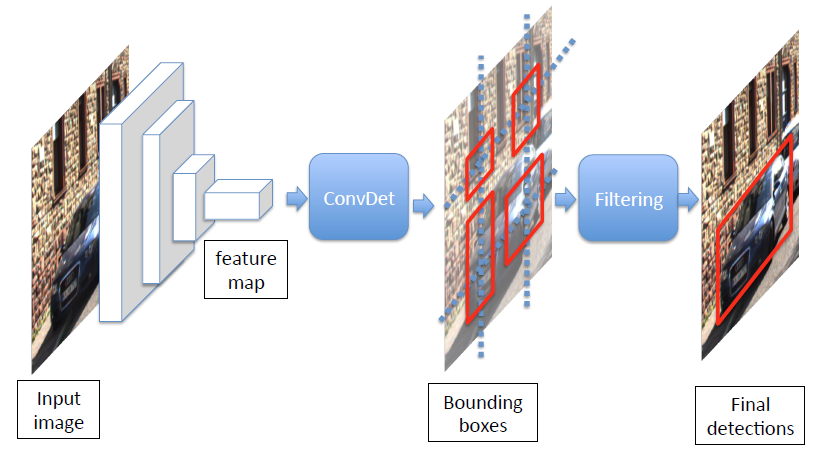 feature
map
ConvDet
Filtering
Input
image
Bounding
boxes
Final
detections